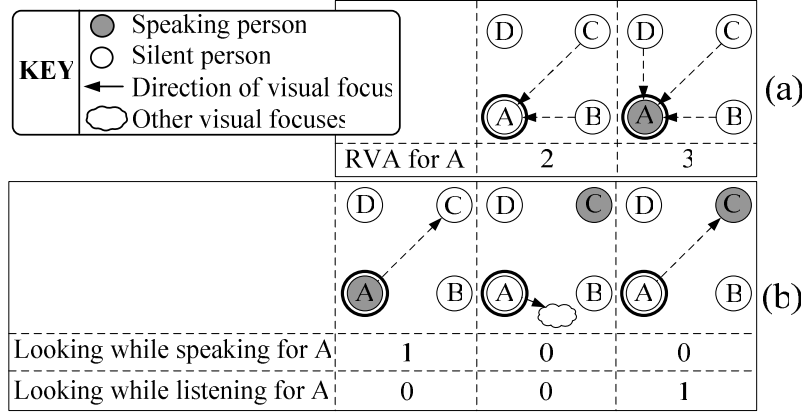 KEY
Speaking person
Silent person
Direction of visual focus
Other visual focuses
D C D C
A B A B
(a)
RVA for A 2 3
D C D C D C
A B A B A B
(b)
Looking while speaking for A 1 0 0
Looking while listening for A 0 0 1